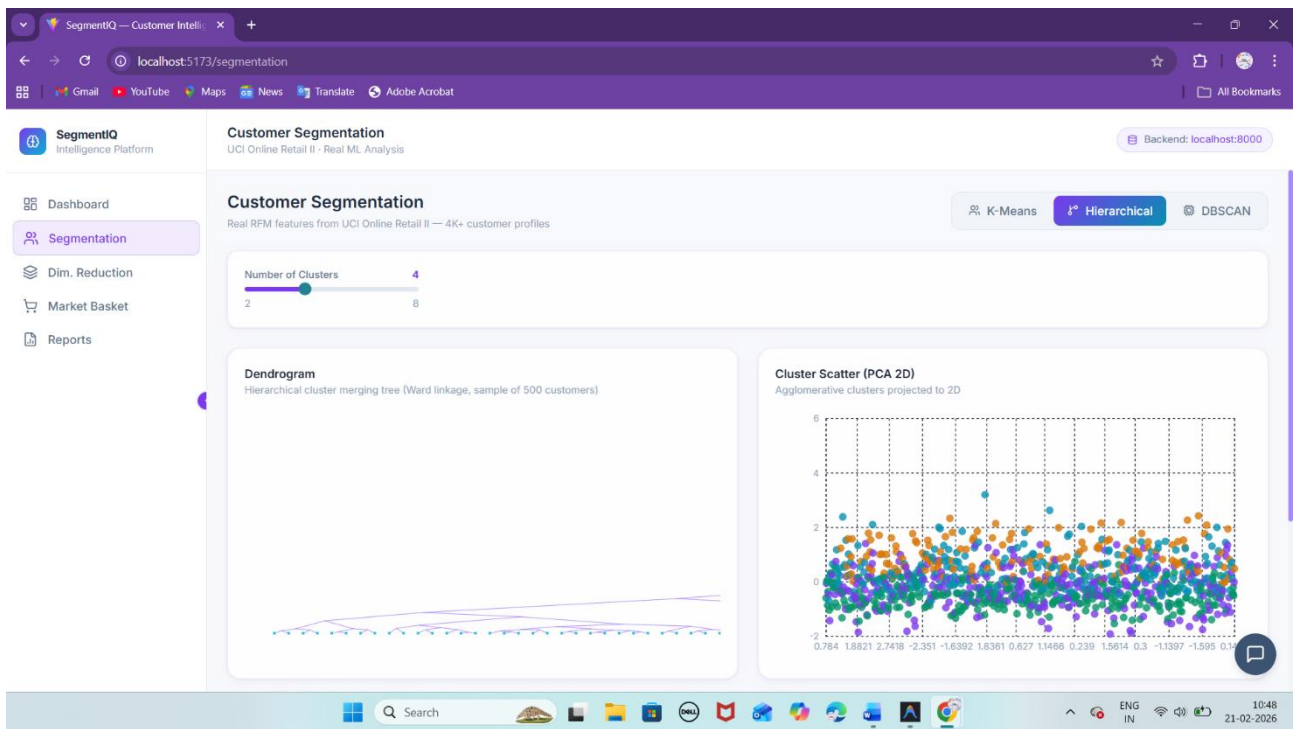 SegmentIQ — Customer Intellig
localhost:5173/segmentation
Gmail YouTube Maps News Translate Adobe Acrobat All Bookmarks
SegmentIQ
Intelligence Platform
Customer Segmentation
UCI Online Retail II · Real ML Analysis
Backend: localhost:8000
Dashboard
Segmentation
Dim. Reduction
Market Basket
Reports
Customer Segmentation
Real RFM features from UCI Online Retail II — 4K+ customer profiles
K-Means Hierarchical DBSCAN
Number of Clusters 4
2 8
Dendrogram
Hierarchical cluster merging tree (Ward linkage, sample of 500 customers)
Cluster Scatter (PCA 2D)
Agglomerative clusters projected to 2D
6
4
2
0
-2
0.784 1.8821 2.7418 -2.351 -1.6392 1.8361 0.627 1.1466 0.239 1.5614 0.3 -1.1397 -1.595
Search
DELL
ENG
IN
10:48
21-02-2026